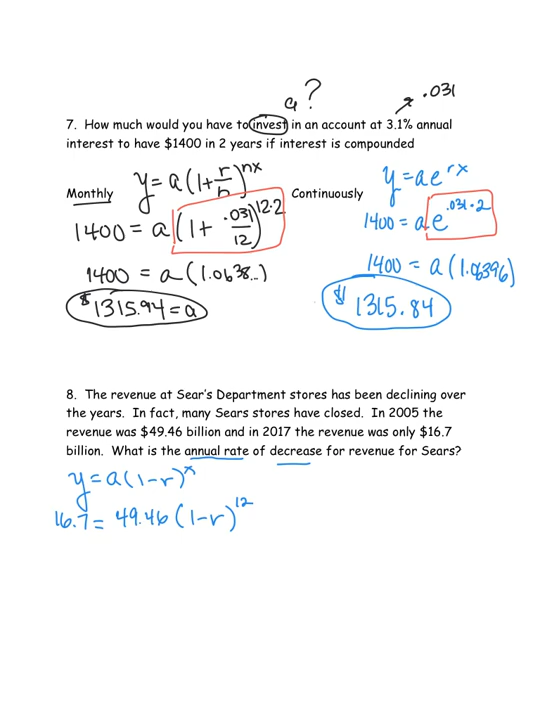 a ?
.031
7. How much would you have to invest in an account at 3.1% annual
interest to have $1400 in 2 years if interest is compounded
Monthly
y = a(1+r/n)^nx
1400 = a(1 + .031/12)^12·2
1400 = a(1.0638...)
$1315.94 = a
Continuously
y = ae^rx
1400 = ae^.031·2
1400 = a(1.06396)
$1315.84
8. The revenue at Sear's Department stores has been declining over
the years. In fact, many Sears stores have closed. In 2005 the
revenue was $49.46 billion and in 2017 the revenue was only $16.7
billion. What is the annual rate of decrease for revenue for Sears?
y = a(1-r)^x
16.7 = 49.46(1-r)^12